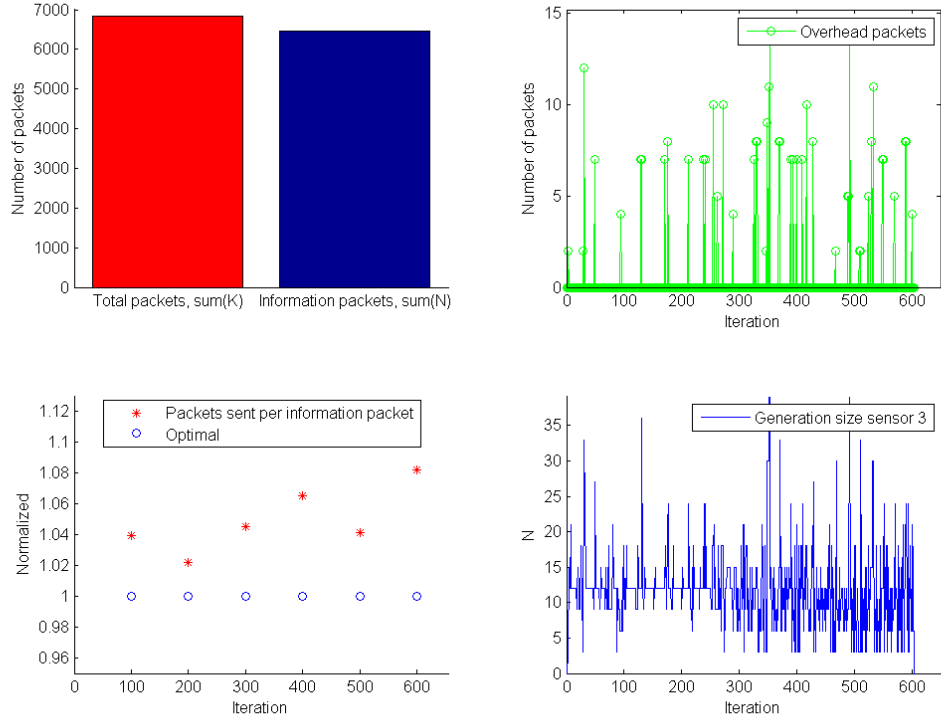 7000
6000
5000
4000
3000
2000
1000
0
Number of packets
Total packets, sum(K)
Information packets, sum(N)
15
10
5
0
Number of packets
Overhead packets
0 100 200 300 400 500 600
Iteration
1.12
1.1
1.08
1.06
1.04
1.02
1
0.98
0.96
Normalized
Packets sent per information packet
Optimal
0 100 200 300 400 500 600
Iteration
35
30
25
20
15
10
5
0
N
Generation size sensor 3
0 100 200 300 400 500 600
Iteration